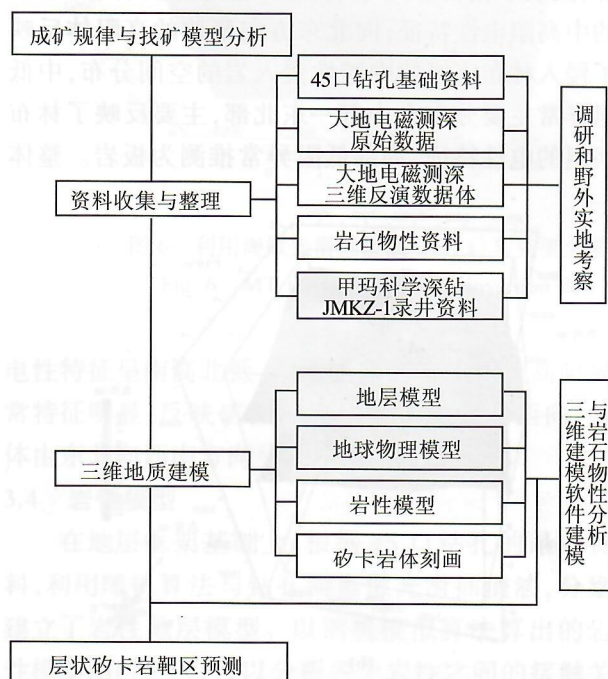 成矿规律与找矿模型分析
45口钻孔基础资料
大地电磁测深
原始数据
资料收集与整理
大地电磁测深
三维反演数据体
岩石物性资料
甲玛科学深钻
JMKZ-1录井资料
调研和野外实地考察
地层模型
地球物理模型
三维地质建模
岩性模型
矽卡岩体刻画
与岩石物性分析
三维建模软件建模
层状矽卡岩靶区预测